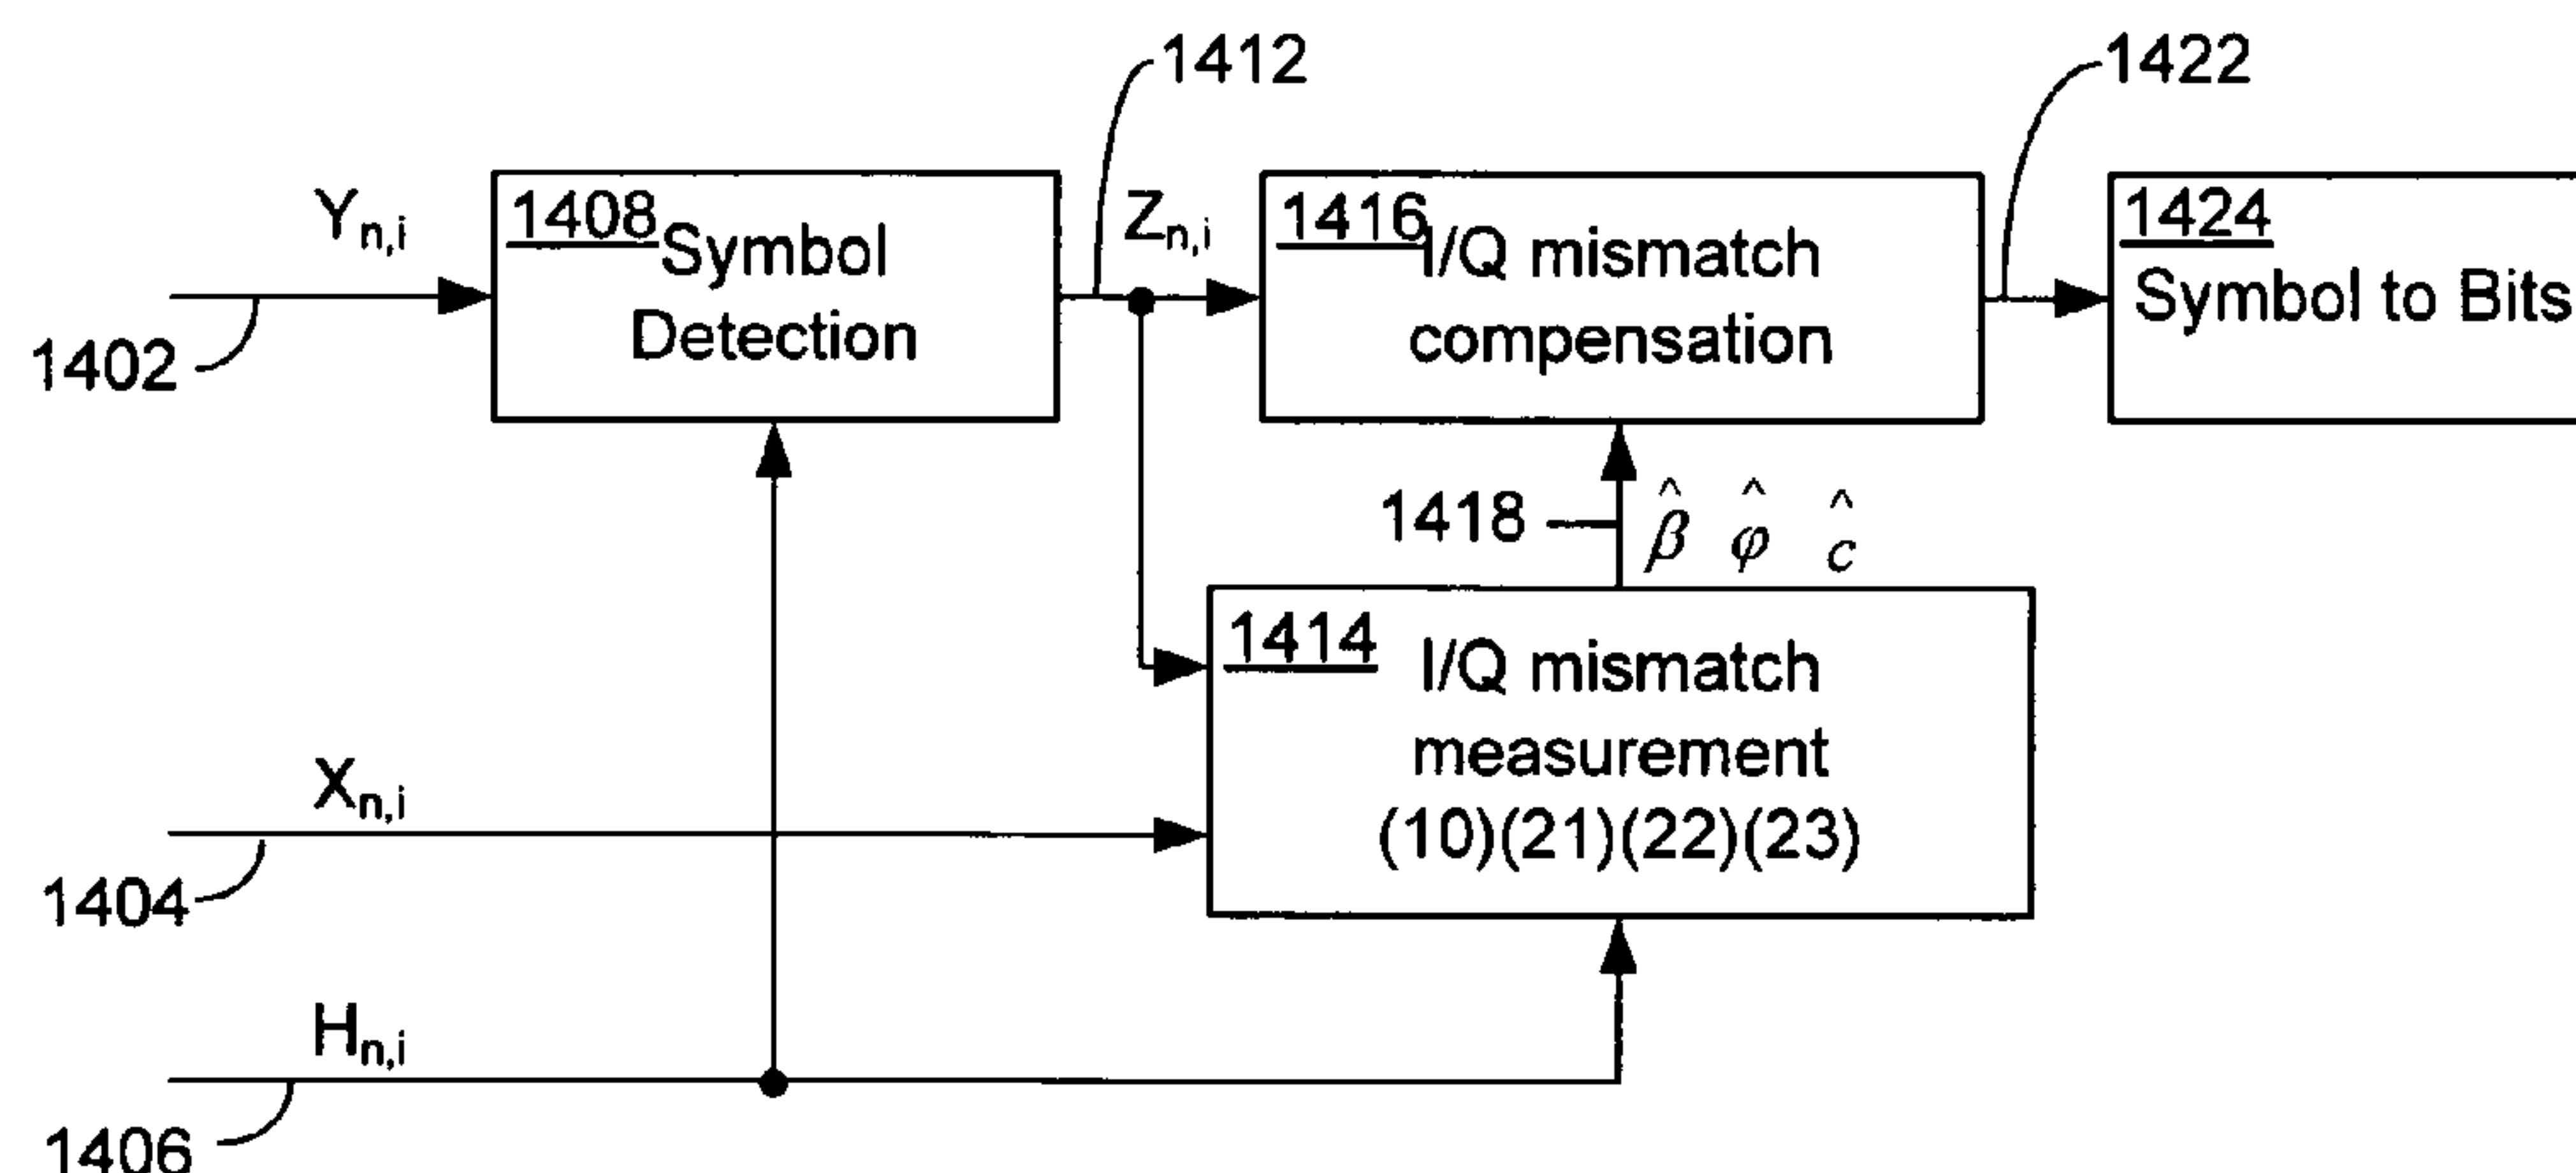 1412
1422
Yn,i
1408
Symbol
Detection
Zn,i
1416
I/Q mismatch
compensation
1424
Symbol to Bits
1402
1418
β̂ φ̂ ĉ
1414
I/Q mismatch
measurement
(10)(21)(22)(23)
Xn,i
1404
Hn,i
1406